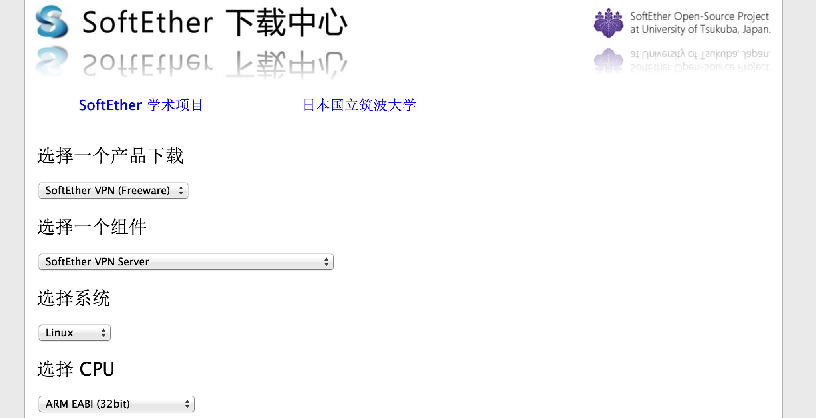 SoftEther 下载中心
SoftEther Open-Source Project
at University of Tsukuba, Japan.
SoftEther 学术项目
日本国立筑波大学
选择一个产品下载
SoftEther VPN (Freeware)
选择一个组件
SoftEther VPN Server
选择系统
Linux
选择 CPU
ARM EABI (32bit)